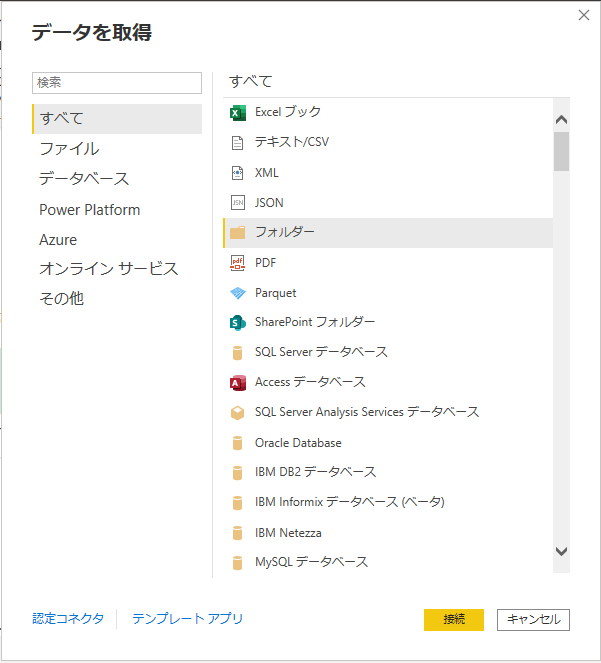 データを取得
検索
すべて
ファイル
データベース
Power Platform
Azure
オンライン サービス
その他
すべて
Excel ブック
テキスト/CSV
XML
JSON
フォルダー
PDF
Parquet
SharePoint フォルダー
SQL Server データベース
Access データベース
SQL Server Analysis Services データベース
Oracle Database
IBM DB2 データベース
IBM Informix データベース (ベータ)
IBM Netezza
MySQL データベース
認定コネクタ
テンプレート アプリ
接続
キャンセル